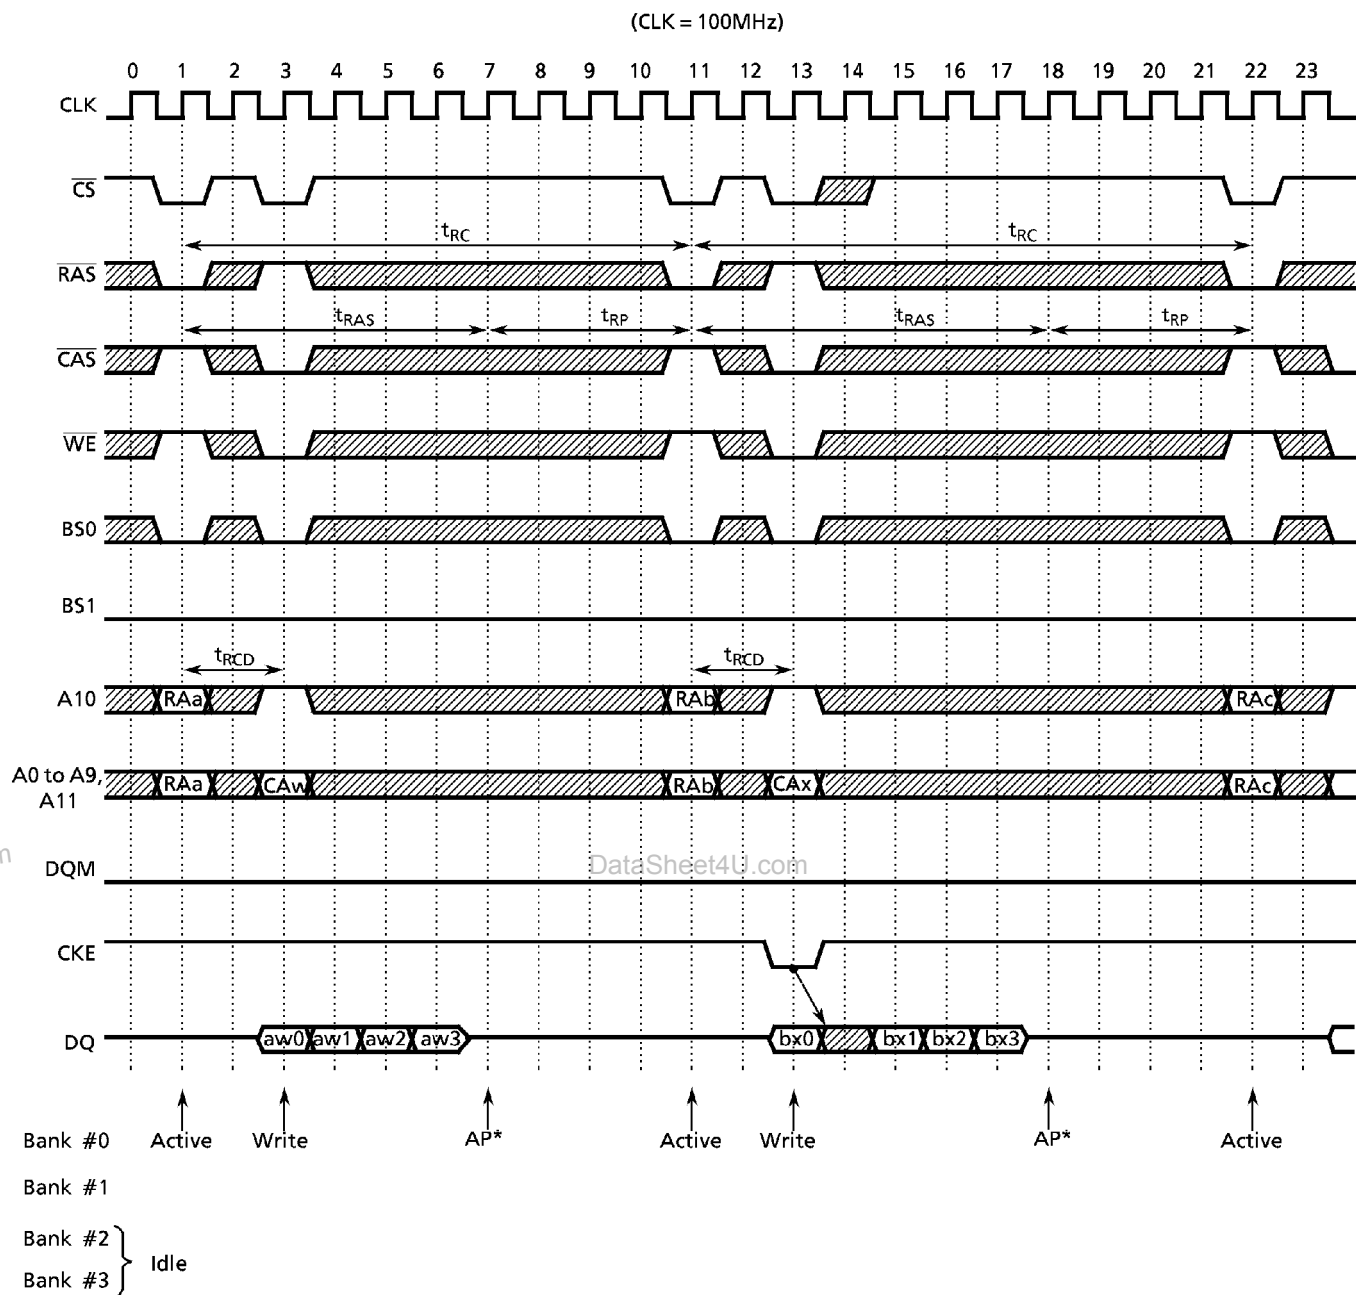 (CLK = 100MHz)
0 1 2 3 4 5 6 7 8 9 10 11 12 13 14 15 16 17 18 19 20 21 22 23
CLK
CS
tRC tRC
RAS
tRAS tRP tRAS tRP
CAS
WE
BS0
BS1
tRCD tRCD
A10 RAa RAb RAc
A0 to A9, RAa CAw RAb CAx RAc
A11
m
DQM DataSheet4U.com
CKE
DQ aw0 aw1 aw2 aw3 bx0 bx1 bx2 bx3
Bank #0 Active Write AP* Active Write AP* Active
Bank #1
Bank #2
Idle
Bank #3